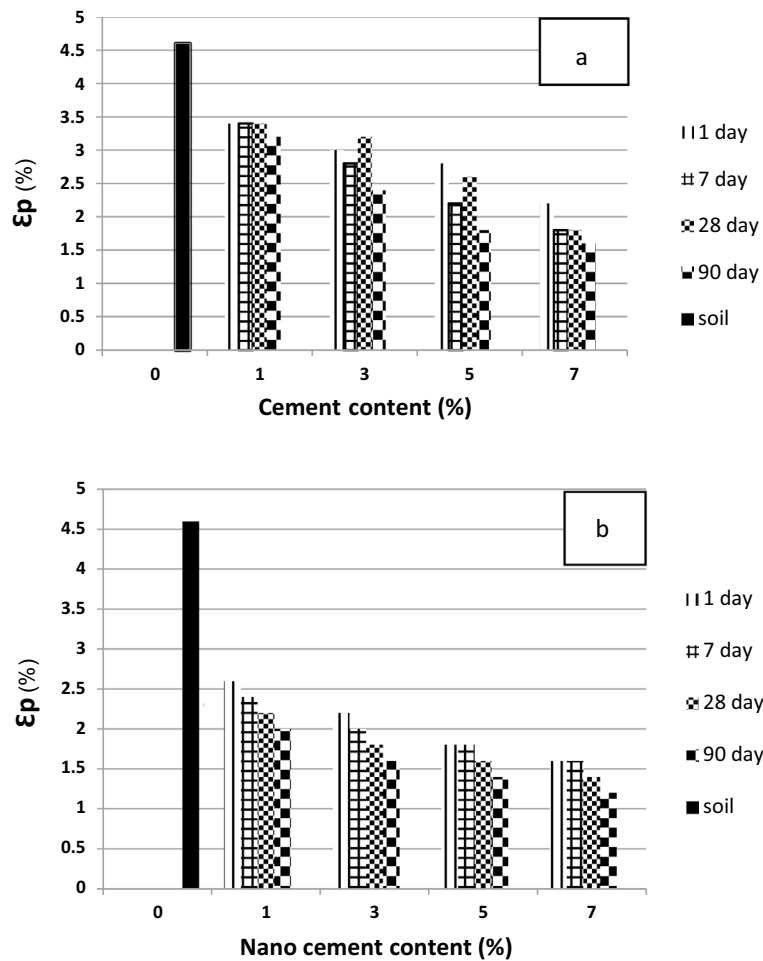 5
4.5
4
3.5
3
2.5
2
1.5
1
0.5
0
εp (%)
a
1 day
7 day
28 day
90 day
soil
0 1 3 5 7
Cement content (%)
5
4.5
4
3.5
3
2.5
2
1.5
1
0.5
0
εp (%)
b
1 day
7 day
28 day
90 day
soil
0 1 3 5 7
Nano cement content (%)